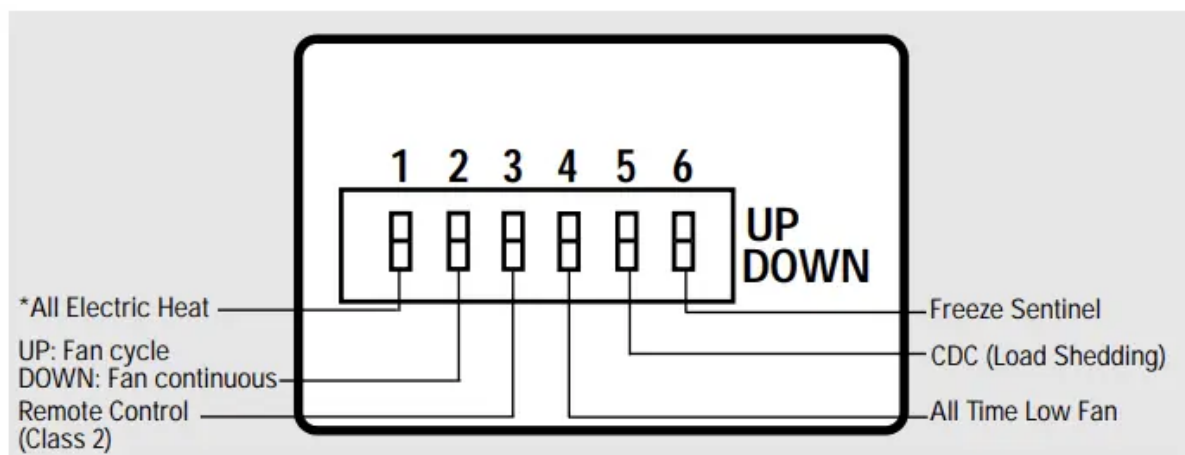 1 2 3 4 5 6
UP
DOWN
*All Electric Heat
UP: Fan cycle
DOWN: Fan continuous
Remote Control
(Class 2)
Freeze Sentinel
CDC (Load Shedding)
All Time Low Fan